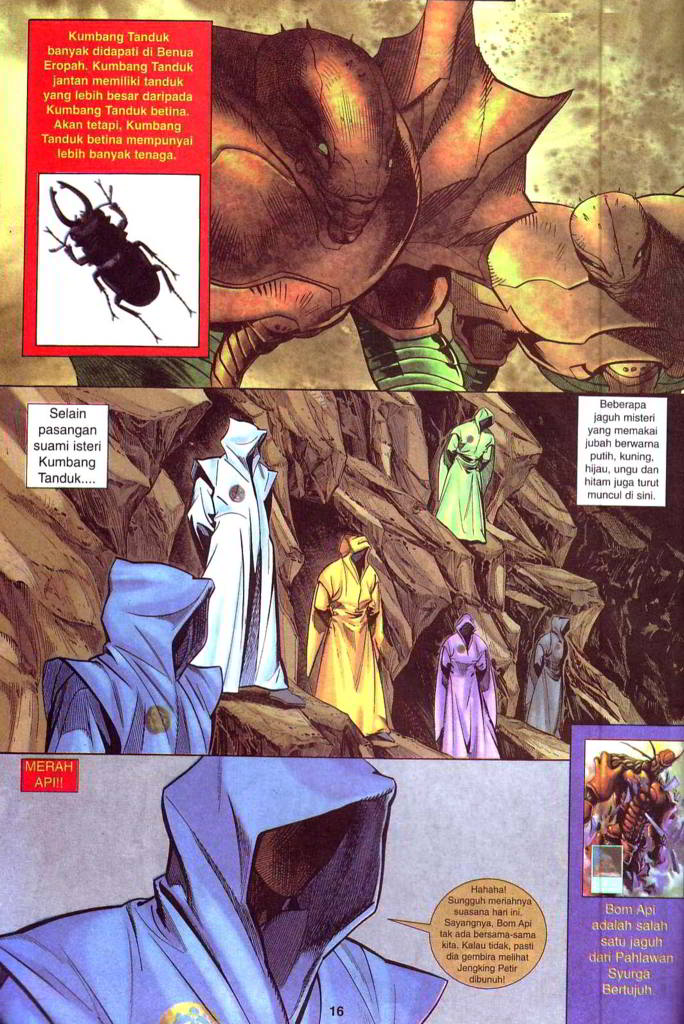 Kumbang Tanduk
banyak didapati di Benua
Eropah. Kumbang Tanduk
jantan memiliki tanduk
yang lebih besar daripada
Kumbang Tanduk betina.
Akan tetapi, Kumbang
Tanduk betina mempunyai
lebih banyak tenaga.
Selain
pasangan
suami isteri
Kumbang
Tanduk....
Beberapa
jaguh misteri
yang memakai
jubah berwarna
putih, kuning,
hijau, ungu dan
hitam juga turut
muncul di sini.
MERAH
API!!
Hahaha!
Sungguh meriahnya
suasana hari ini.
Sayangnya, Bom Api
tak ada bersama-sama
kita. Kalau tidak, pasti
dia gembira melihat
Jengking Petir
dibunuh!
Bom Api
adalah salah
satu jaguh
dari Pahlawan
Syurga
Bertujuh.
16